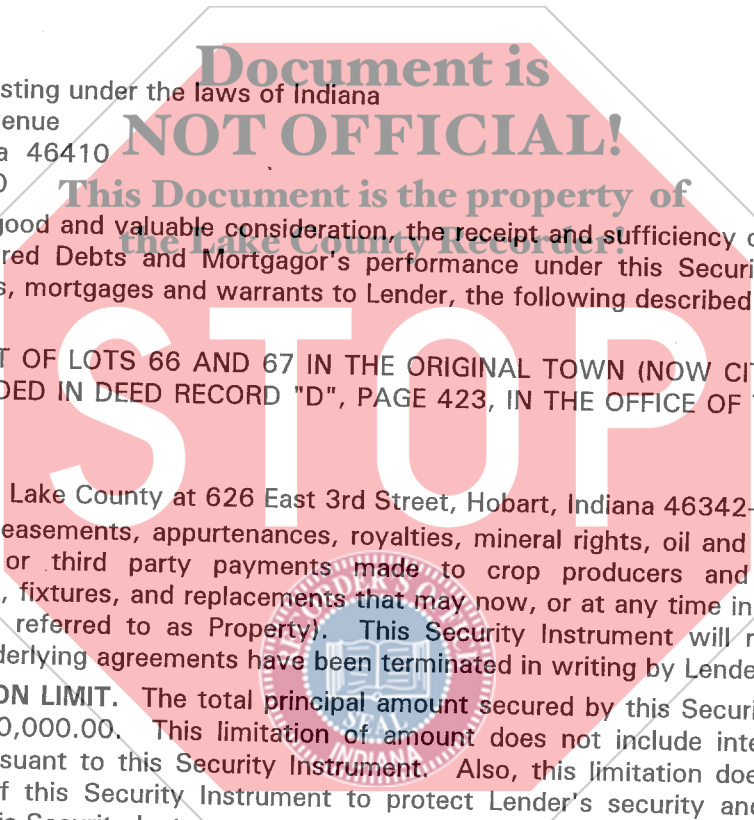 Document is
sting under the laws of Indiana
enue
NOT OFFICIAL!
a 46410
This Document is the property of
good and valuable consideration, the receipt and sufficiency
the Lake County Recorder!
red Debts and Mortgagor's performance under this Securi
s, mortgages and warrants to Lender, the following described
STOP
T OF LOTS 66 AND 67 IN THE ORIGINAL TOWN (NOW CIT
DED IN DEED RECORD "D", PAGE 423, IN THE OFFICE OF
Lake County at 626 East 3rd Street, Hobart, Indiana 46342-
easements, appurtenances, royalties, mineral rights, oil and
or third party payments made to crop producers and
, fixtures, and replacements that may now, or at any time in
referred to as Property). This Security Instrument will r
derlying agreements have been terminated in writing by Lende
ON LIMIT. The total principal amount secured by this Securi
0,000.00. This limitation of amount does not include inte
suant to this Security Instrument. Also, this limitation doe
f this Security Instrument to protect Lender's security and
SEAL
INDIANA